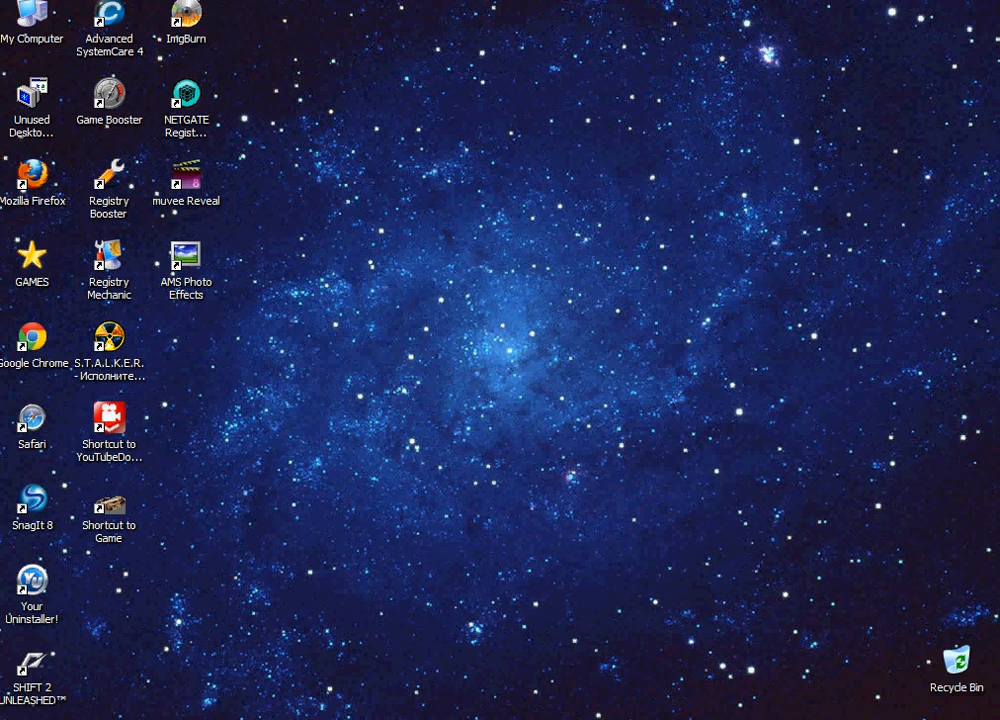 My Computer
Advanced
SystemCare 4
ImgBurn
Unused
Deskto...
Game Booster
NETGATE
Regist...
Mozilla Firefox
Registry
Booster
muvee Reveal
8
GAMES
Registry
Mechanic
AMS Photo
Effects
Google Chrome
S.T.A.L.K.E.R.
- Исполните...
Safari
Shortcut to
YouTubeDo...
SnagIt 8
Shortcut to
Game
Yu
Your
Uninstaller!
SHIFT 2
UNLEASHED™
Recycle Bin